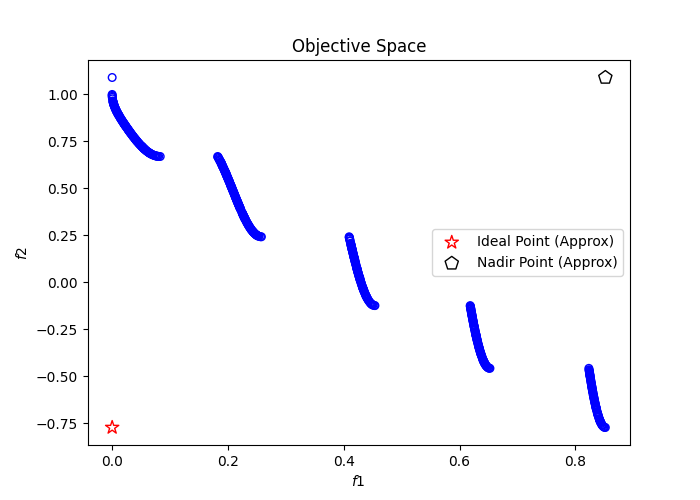 Objective Space
1.00
0.75
0.50
0.25
0.00
−0.25
−0.50
−0.75
f2
Ideal Point (Approx)
Nadir Point (Approx)
0.0 0.2 0.4 0.6 0.8
f1